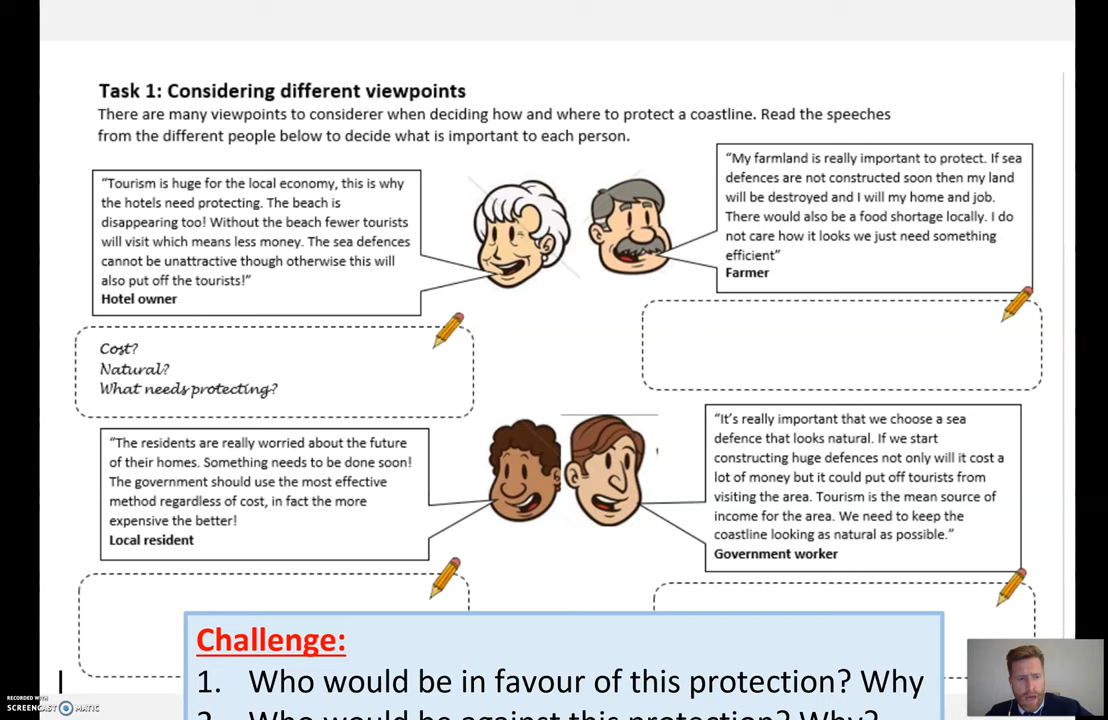 Task 1: Considering different viewpoints
There are many viewpoints to considerer when deciding how and where to protect a coastline. Read the speeches
from the different people below to decide what is important to each person.
"Tourism is huge for the local economy, this is why
the hotels need protecting. The beach is
disappearing too! Without the beach fewer tourists
will visit which means less money. The sea defences
cannot be unattractive though otherwise this will
also put off the tourists!"
Hotel owner
"My farmland is really important to protect. If sea
defences are not constructed soon then my land
will be destroyed and I will my home and job.
There would also be a food shortage locally. I do
not care how it looks we just need something
efficient"
Farmer
Cost?
Natural?
What needs protecting?
"The residents are really worried about the future
of their homes. Something needs to be done soon!
The government should use the most effective
method regardless of cost, in fact the more
expensive the better!
Local resident
"It's really important that we choose a sea
defence that looks natural. If we start
constructing huge defences not only will it cost a
lot of money but it could put off tourists from
visiting the area. Tourism is the mean source of
income for the area. We need to keep the
coastline looking as natural as possible."
Government worker
Challenge:
1. Who would be in favour of this protection? Why
2. Who would be against this protection? Why?
RECORDED WITH
SCREENCAST MATIC